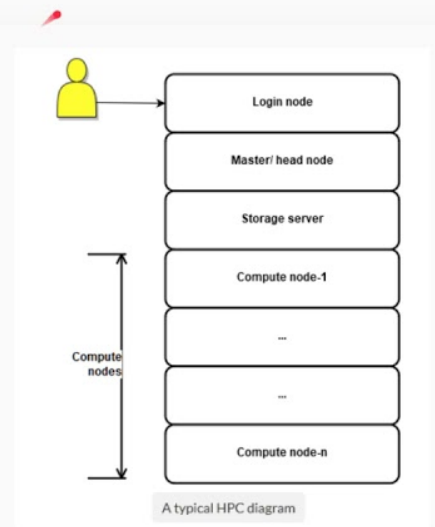 Login node
Master/ head node
Storage server
Compute node-1
...
Compute
nodes
...
Compute node-n
A typical HPC diagram